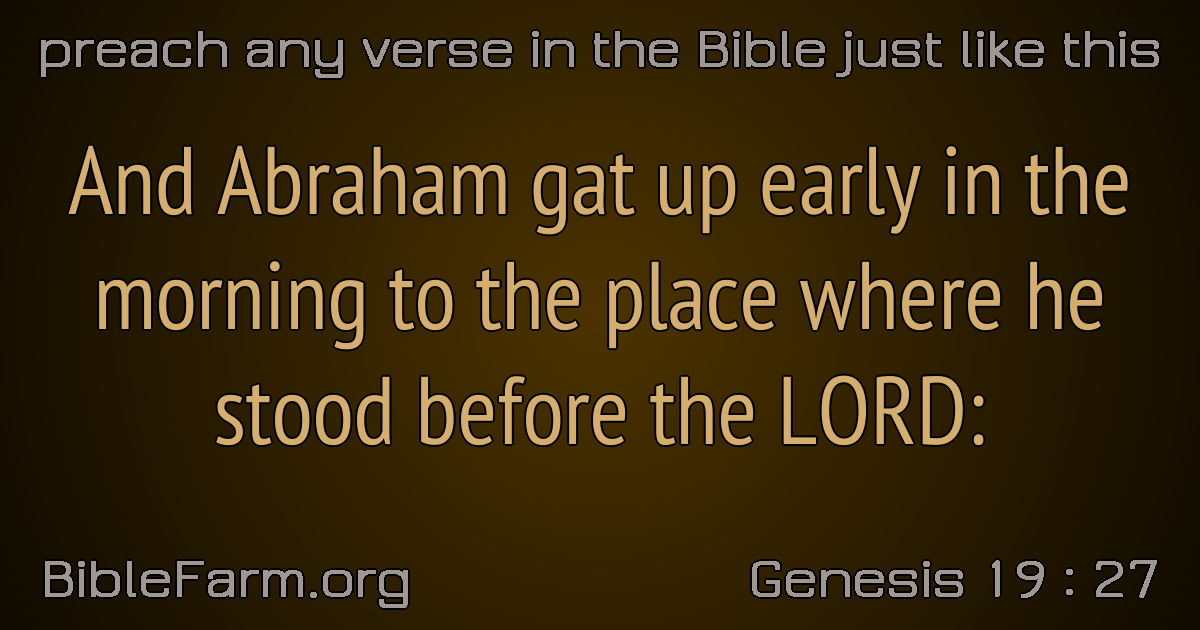 preach any verse in the Bible just like this
And Abraham gat up early in the
morning to the place where he
stood before the LORD:
BibleFarm.org
Genesis 19 : 27